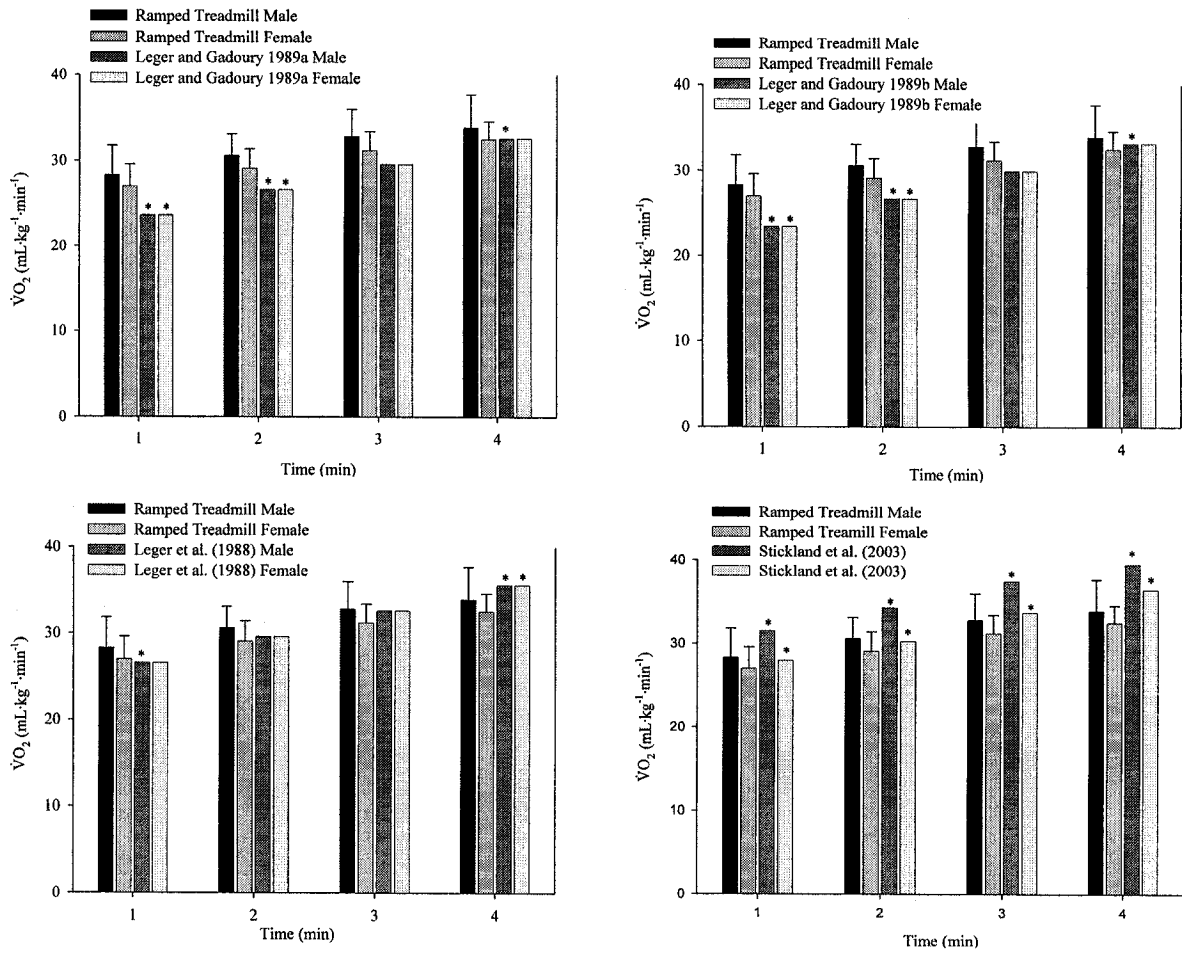 Ramped Treadmill Male
Ramped Treadmill Female
Leger and Gadoury 1989a Male
Leger and Gadoury 1989a Female
40
30
20
10
0
V̇O₂ (mL·kg⁻¹·min⁻¹)
* *
* *
*
1 2 3 4
Time (min)
Ramped Treadmill Male
Ramped Treadmill Female
Leger and Gadoury 1989b Male
Leger and Gadoury 1989b Female
40
30
20
10
0
V̇O₂ (mL·kg⁻¹·min⁻¹)
* *
* *
*
1 2 3 4
Time (min)
Ramped Treadmill Male
Ramped Treadmill Female
Leger et al. (1988) Male
Leger et al. (1988) Female
40
30
20
10
0
V̇O₂ (mL·kg⁻¹·min⁻¹)
*
* *
1 2 3 4
Time (min)
Ramped Treadmill Male
Ramped Treamill Female
Stickland et al. (2003)
Stickland et al. (2003)
40
30
20
10
0
V̇O₂ (mL·kg⁻¹·min⁻¹)
* *
* *
* *
* *
1 2 3 4
Time (min)